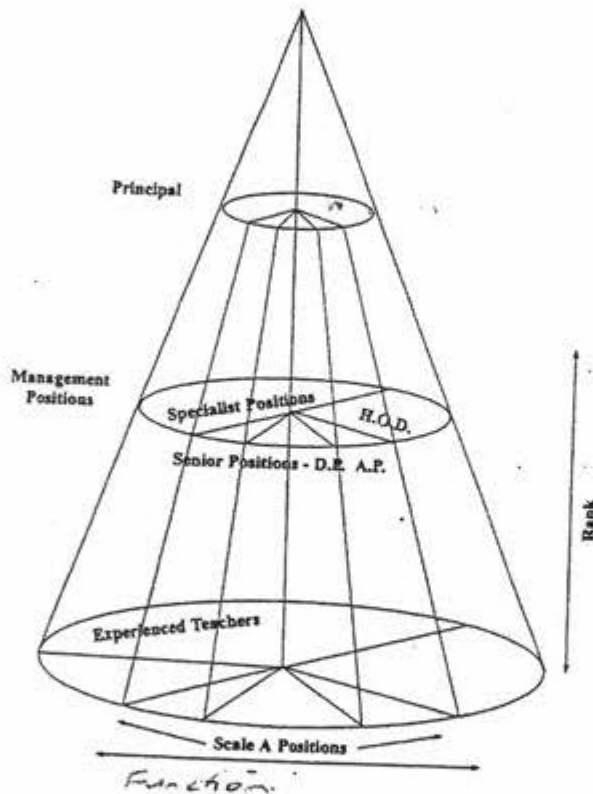 Principal
Management
Positions
Specialist Positions
H.O.D.
Senior Positions - D.P. A.P.
Rank
Experienced Teachers
Scale A Positions
Function